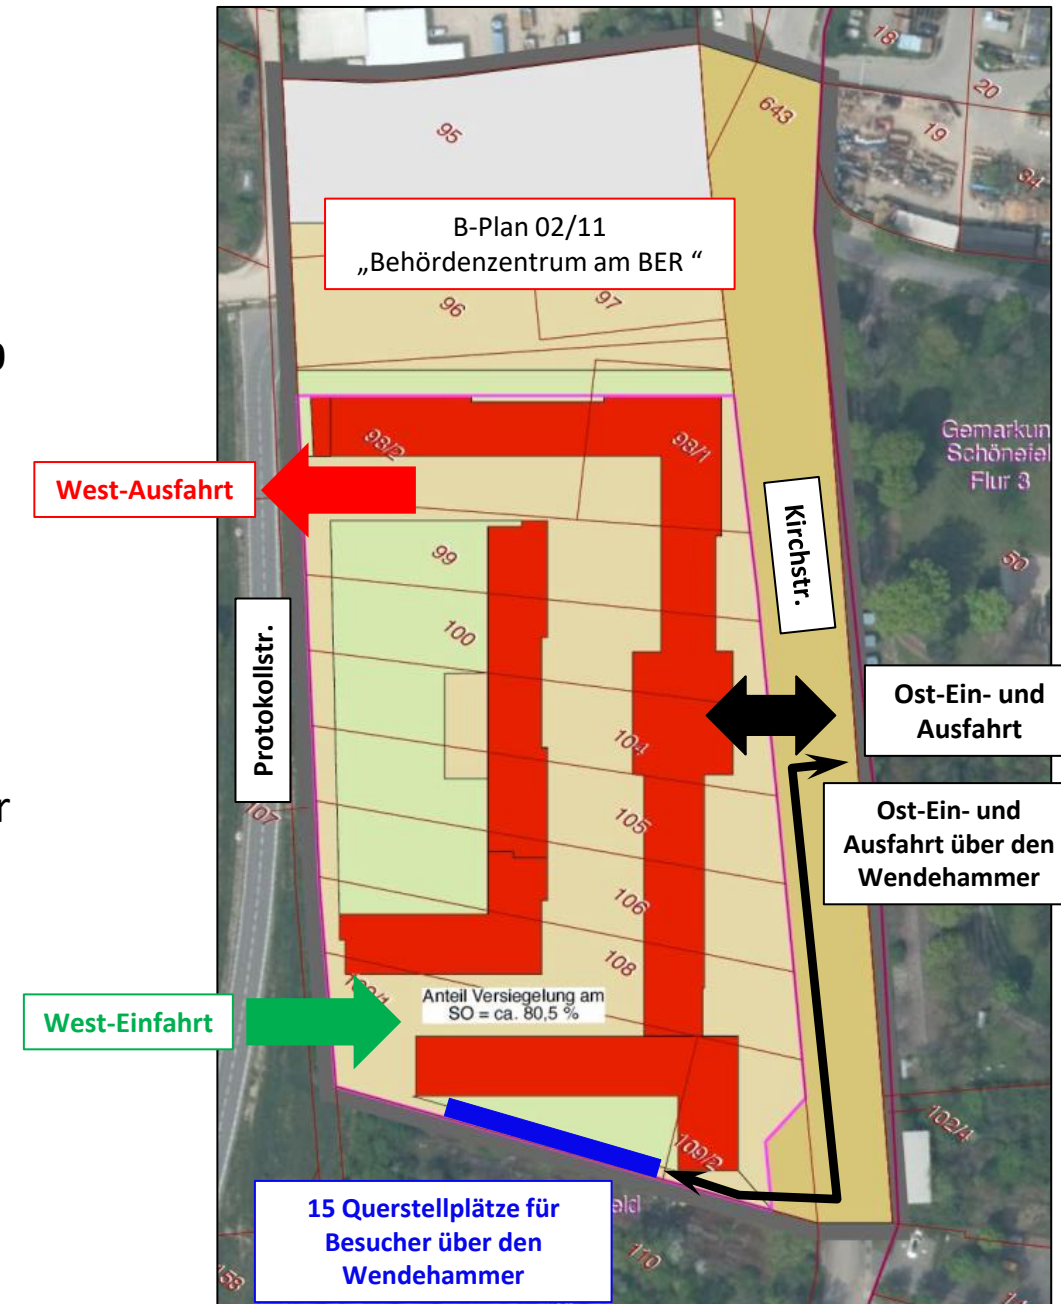 18
20
19
34
643
95
B-Plan 02/11
„Behördenzentrum am BER “
96
97
98/2
98/1
Gemarkun
Schönefel
Flur 3
West-Ausfahrt
Kirchstr.
99
50
100
Protokollstr.
Ost-Ein- und
Ausfahrt
104
107
105
r
Ost-Ein- und
Ausfahrt über den
Wendehammer
106
108
Anteil Versiegelung am
SO = ca. 80,5 %
West-Einfahrt
102/4
109/2
eld
15 Querstellplätze für
Besucher über den
Wendehammer
110
158